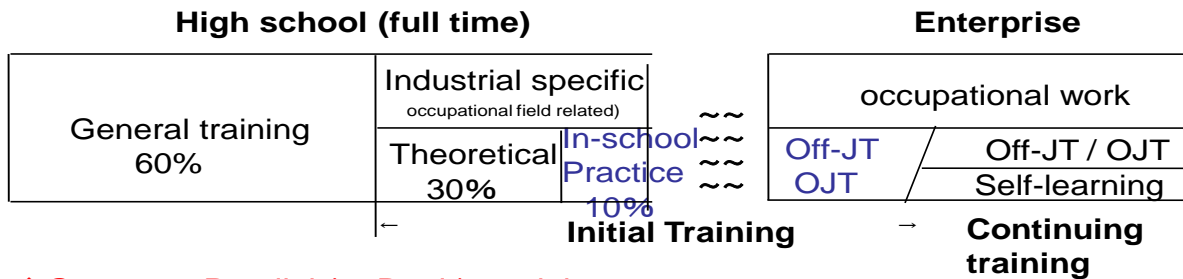 High school (full time)
Enterprise
General training
60%
Industrial specific
occupational field related)
Theoretical
30%
In-school
Practice
10%
~~
~~
~~
~~
occupational work
Off-JT
OJT
Off-JT / OJT
Self-learning
←
Initial Training
→
Continuing
training